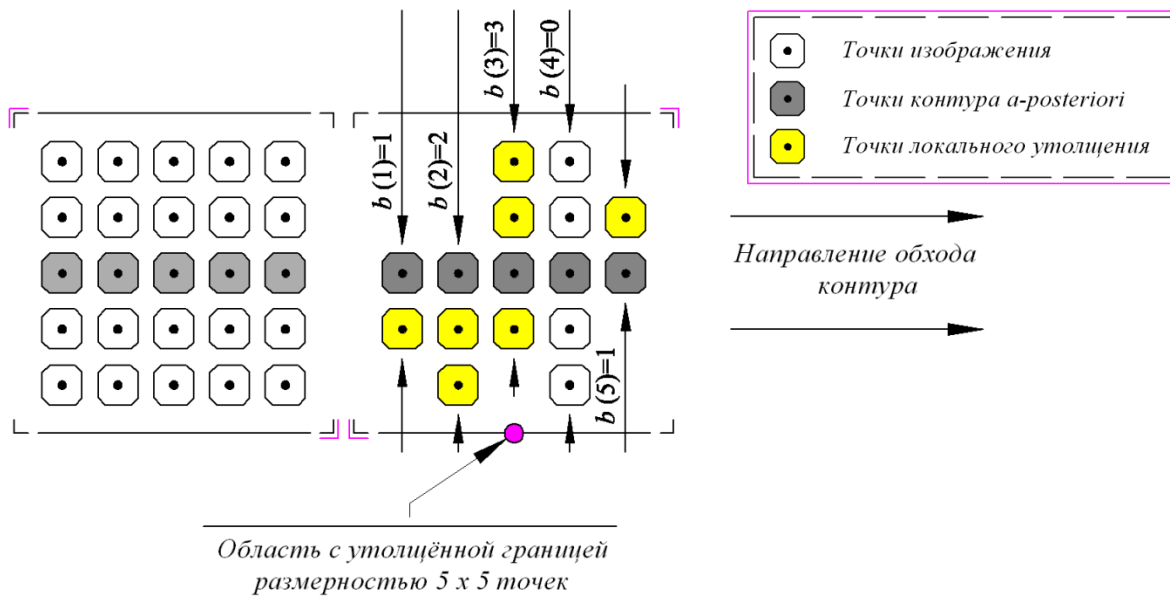 b (1)=1
b (2)=2
b (3)=3
b (4)=0
b (5)=1
Точки изображения
Точки контура a-posteriori
Точки локального утолщения
Направление обхода
контура
Область с утолщённой границей
размерностью 5 x 5 точек